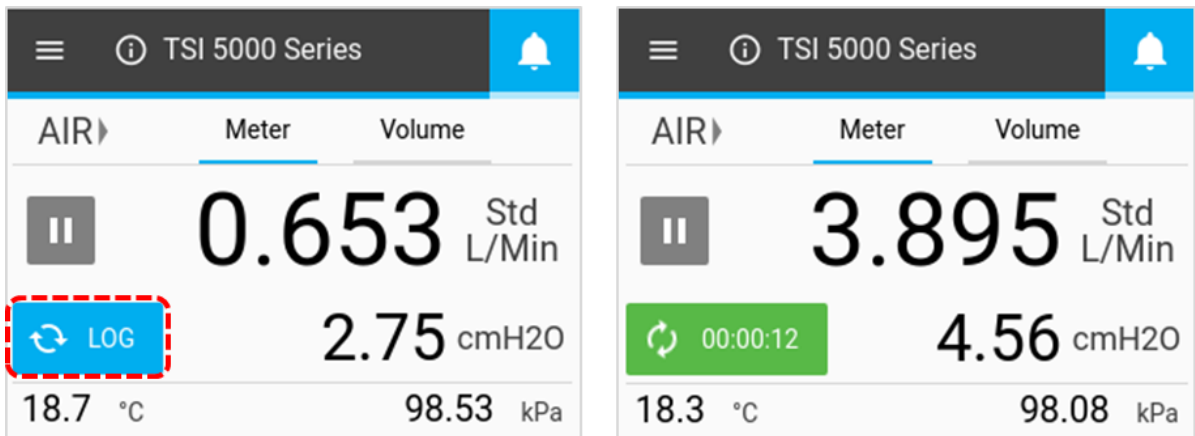 TSI 5000 Series
AIR Meter Volume
0.653 Std L/Min
LOG 2.75 cmH2O
18.7 °C 98.53 kPa
TSI 5000 Series
AIR Meter Volume
3.895 Std L/Min
00:00:12 4.56 cmH2O
18.3 °C 98.08 kPa